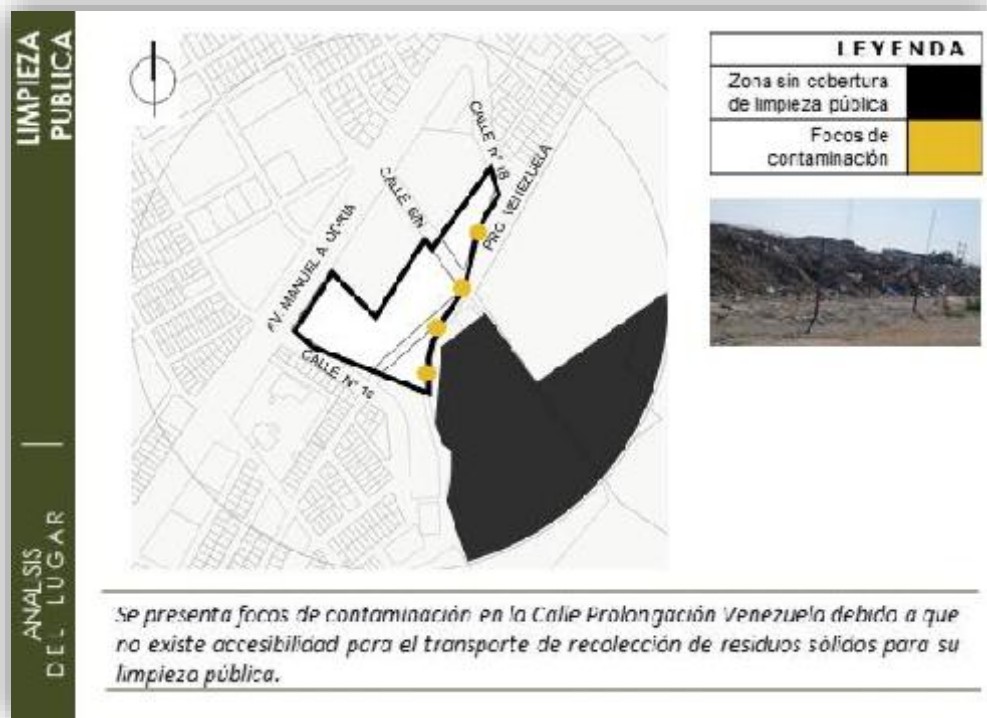 LIMPIEZA
PUBLICA
ANALISIS
DEL LUGAR
LEYENDA
Zona sin cobertura
de limpieza pública
Focos de
contaminación
CALLE N° 18
CALLE S/N
PRG. VENEZUELA
AV. MANUEL A. ODRIA
CALLE N°
Se presenta focos de contaminación en la Calle Prolongación Venezuela debido a que
no existe accesibilidad para el transporte de recolección de residuos sólidos para su
limpieza pública.